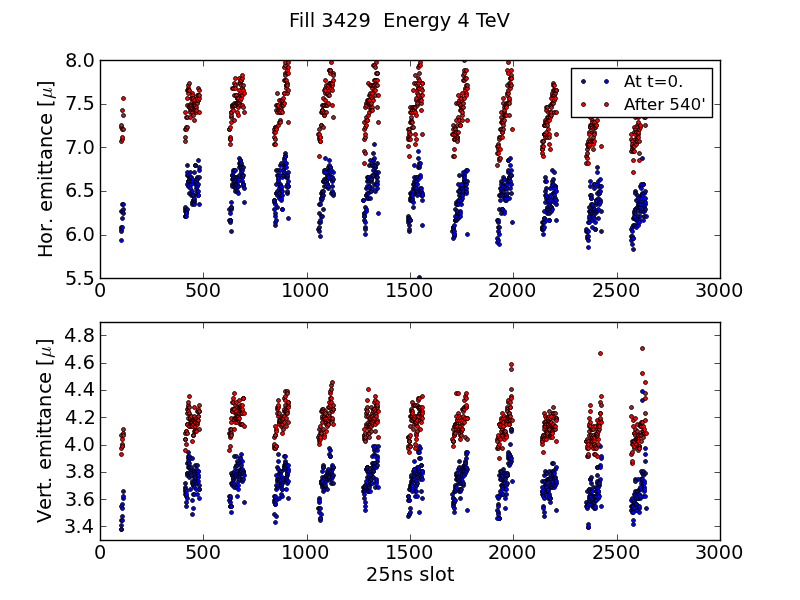 Fill 3429  Energy 4 TeV
Hor. emittance [μ]
8.0
7.5
7.0
6.5
6.0
5.5
At t=0.
After 540'
0 500 1000 1500 2000 2500 3000
Vert. emittance [μ]
4.8
4.6
4.4
4.2
4.0
3.8
3.6
3.4
0 500 1000 1500 2000 2500 3000
25ns slot